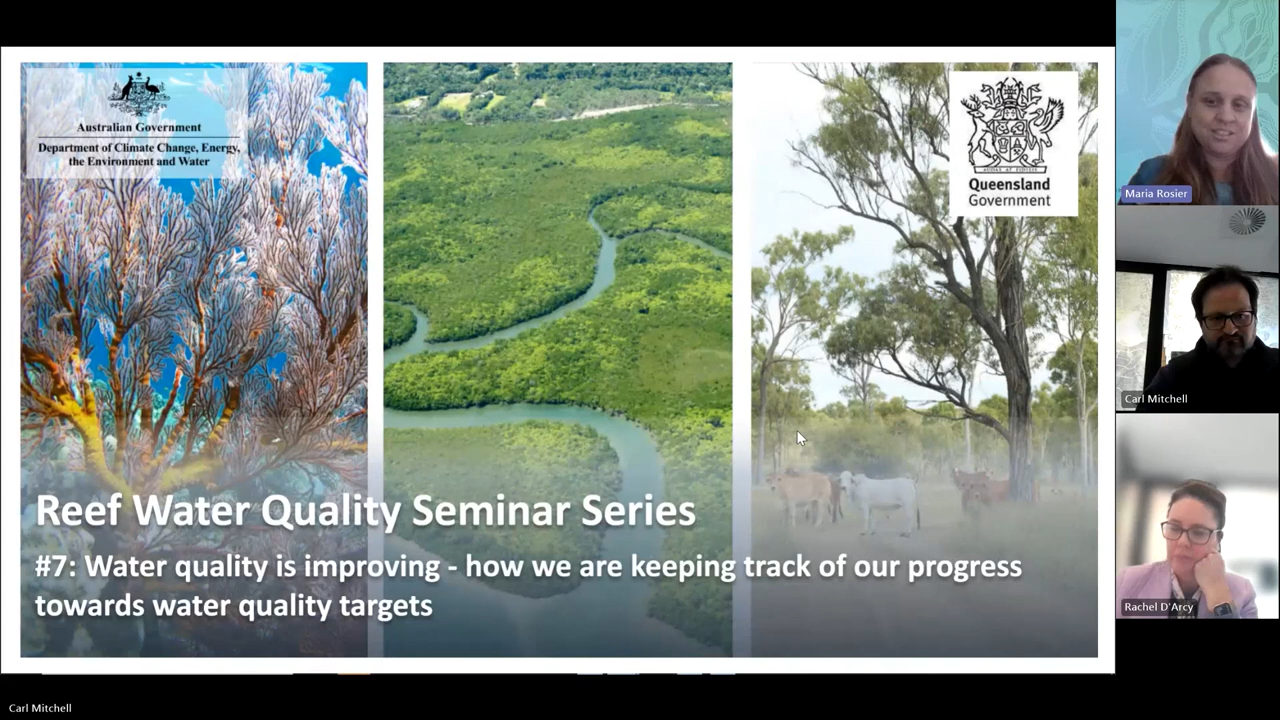 Australian Government
Department of Climate Change, Energy,
the Environment and Water
Queensland
Government
Reef Water Quality Seminar Series
#7: Water quality is improving - how we are keeping track of our progress
towards water quality targets
Maria Rosier
Carl Mitchell
Rachel D'Arcy
Carl Mitchell